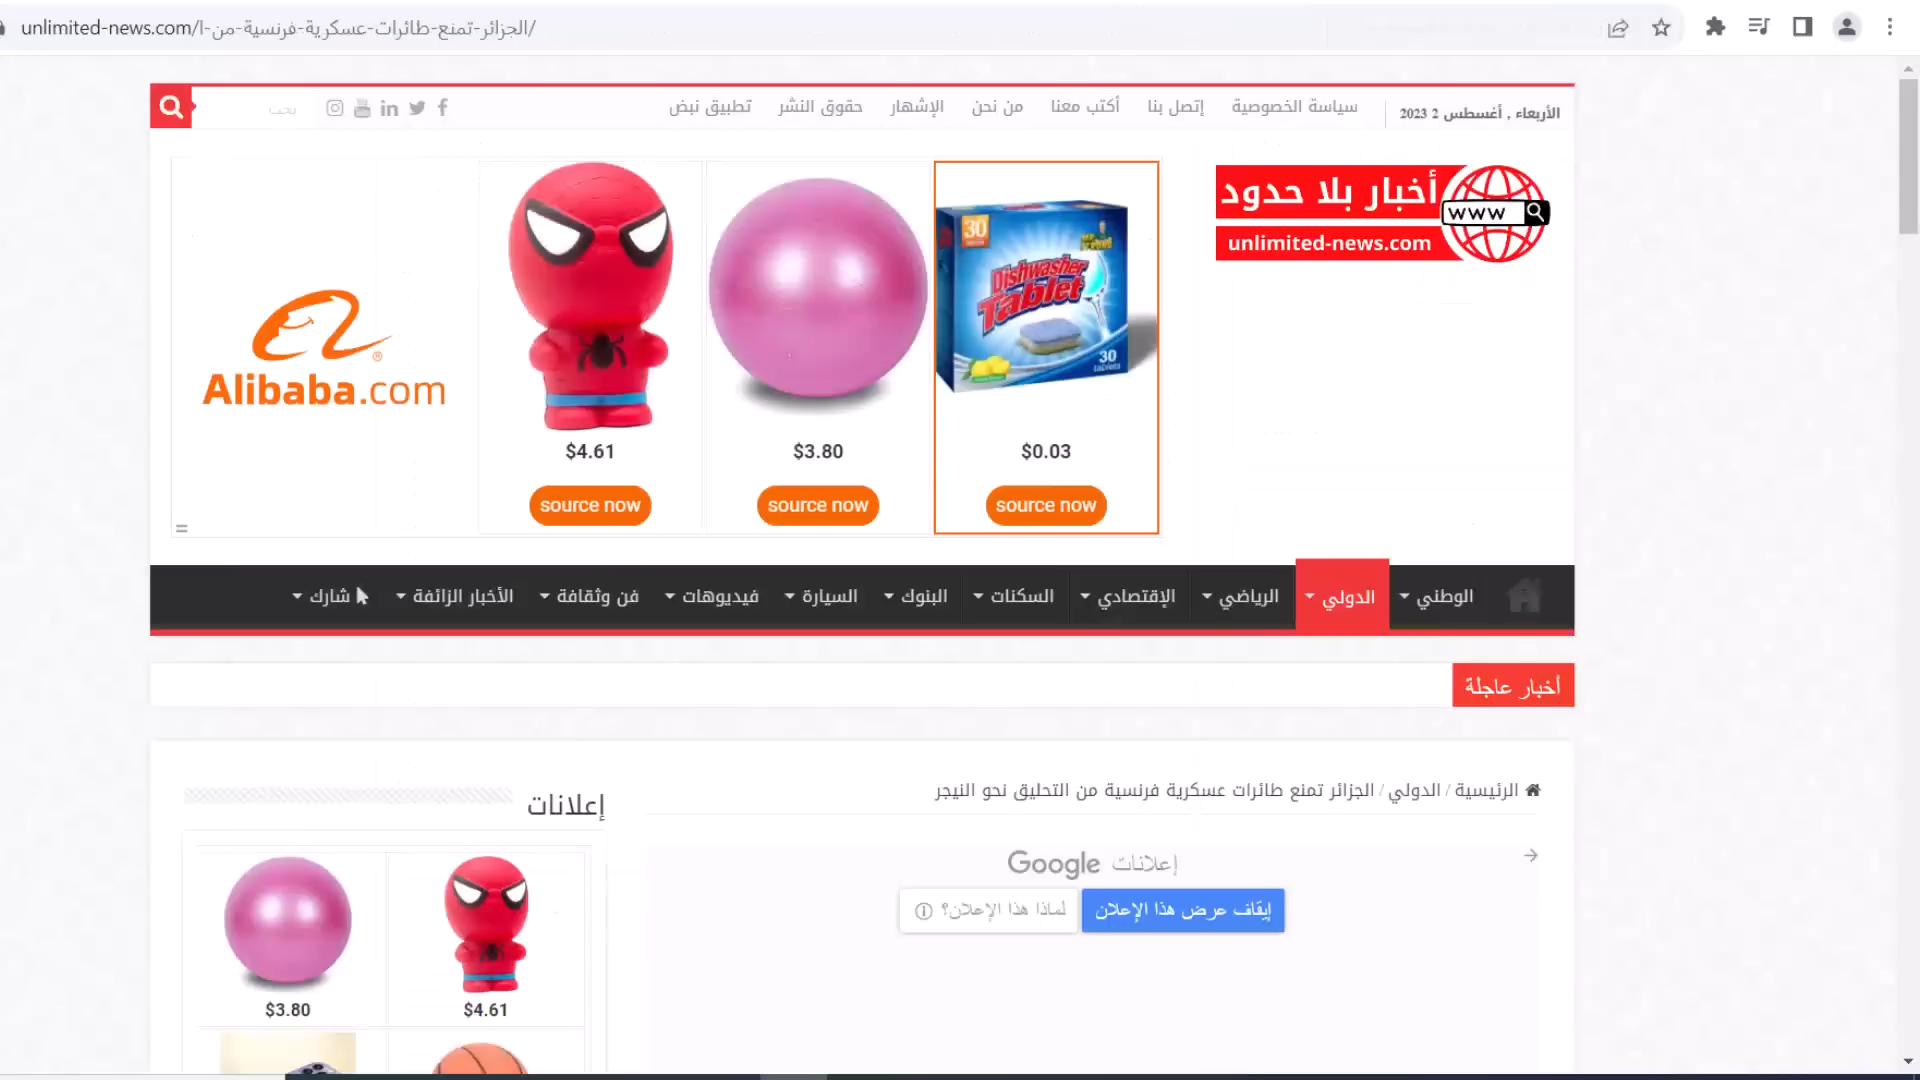 unlimited-news.com/الجزائر-تمنع-طائرات-عسكرية-فرنسية-من-ا/
الأربعاء , أغسطس 2 2023
سياسة الخصوصية
إتصل بنا
أكتب معنا
من نحن
الإشهار
حقوق النشر
تطبيق نبض
بحث
أخبار بلا حدود
www
unlimited-news.com
Alibaba.com
30
Dishwasher
Tablet
30
tablets
$4.61
$3.80
$0.03
source now
source now
source now
الوطني
الدولي
الرياضي
الإقتصادي
السكنات
البنوك
السيارة
فيديوهات
فن وثقافة
الأخبار الزائفة
شارك
أخبار عاجلة
الرئيسية / الدولي / الجزائر تمنع طائرات عسكرية فرنسية من التحليق نحو النيجر
إعلانات
إعلانات Google
إيقاف عرض هذا الإعلان
لماذا هذا الإعلان؟
$3.80
$4.61